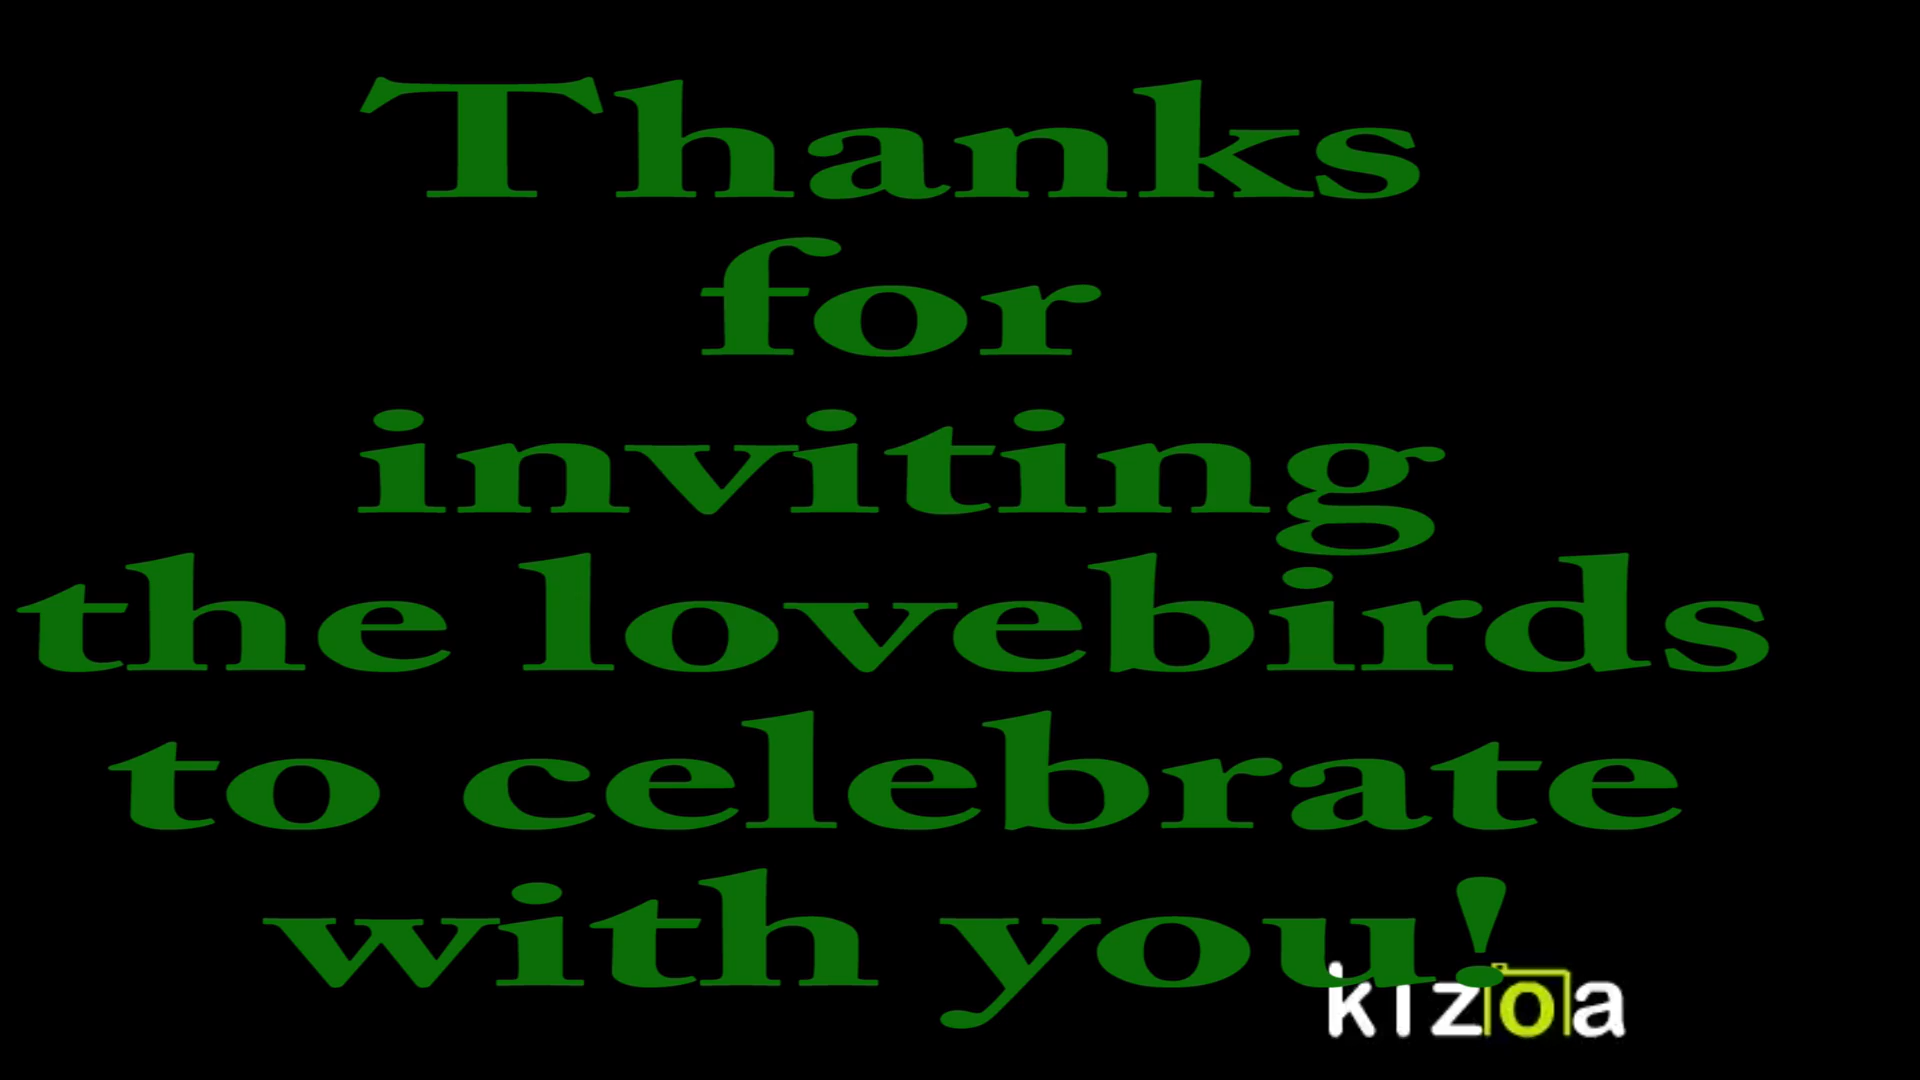 Thanks
for
inviting
the lovebirds
to celebrate
with you!
kizoa